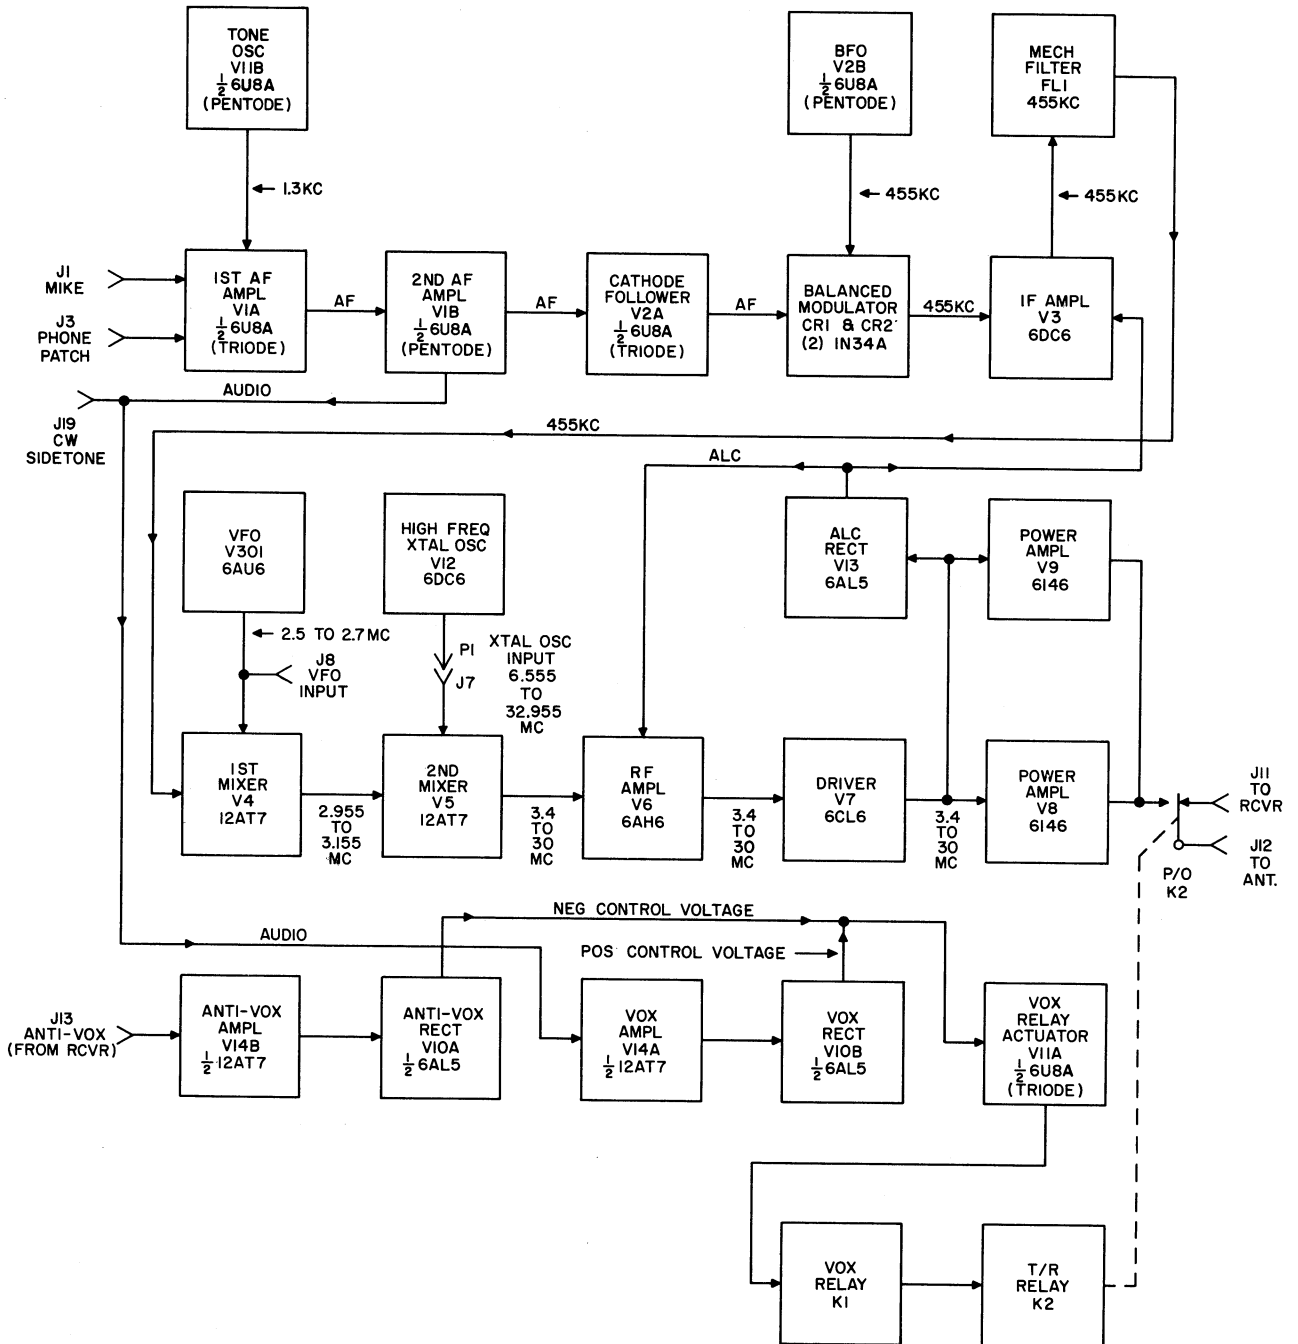 TONE
OSC
V11B
½ 6U8A
(PENTODE)
BFO
V2B
½ 6U8A
(PENTODE)
MECH
FILTER
FL1
455KC
1.3KC
455KC
455KC
J1
MIKE
J3
PHONE
PATCH
1ST AF
AMPL
V1A
½ 6U8A
(TRIODE)
AF
2ND AF
AMPL
V1B
½ 6U8A
(PENTODE)
AF
CATHODE
FOLLOWER
V2A
½ 6U8A
(TRIODE)
AF
BALANCED
MODULATOR
CR1 & CR2
(2) 1N34A
455KC
IF AMPL
V3
6DC6
AUDIO
J19
CW
SIDETONE
455KC
ALC
VFO
V301
6AU6
HIGH FREQ
XTAL OSC
V12
6DC6
ALC
RECT
V13
6AL5
POWER
AMPL
V9
6146
2.5 TO 2.7MC
J8
VFO
INPUT
P1
J7
XTAL OSC
INPUT
6.555
TO
32.955
MC
1ST
MIXER
V4
12AT7
2.955
TO
3.155
MC
2ND
MIXER
V5
12AT7
3.4
TO
30
MC
RF
AMPL
V6
6AH6
3.4
TO
30
MC
DRIVER
V7
6CL6
3.4
TO
30
MC
POWER
AMPL
V8
6146
J11
TO
RCVR
J12
TO
ANT.
P/O
K2
NEG CONTROL VOLTAGE
AUDIO
POS CONTROL VOLTAGE
J13
ANTI-VOX
(FROM RCVR)
ANTI-VOX
AMPL
V14B
½ 12AT7
ANTI-VOX
RECT
V10A
½ 6AL5
VOX
AMPL
V14A
½ 12AT7
VOX
RECT
V10B
½ 6AL5
VOX
RELAY
ACTUATOR
V11A
½ 6U8A
(TRIODE)
VOX
RELAY
K1
T/R
RELAY
K2